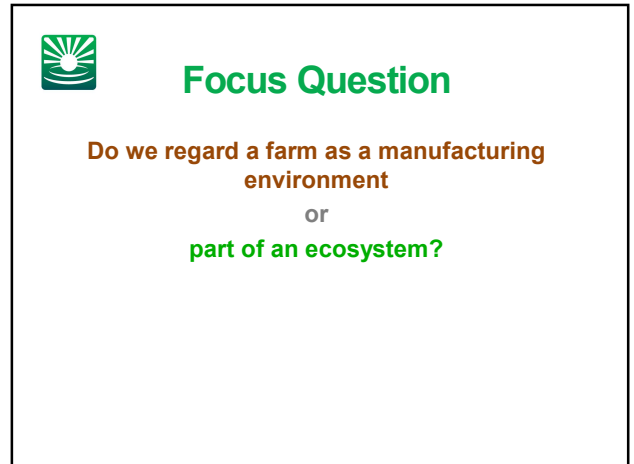 Focus Question
Do we regard a farm as a manufacturing
environment
or
part of an ecosystem?